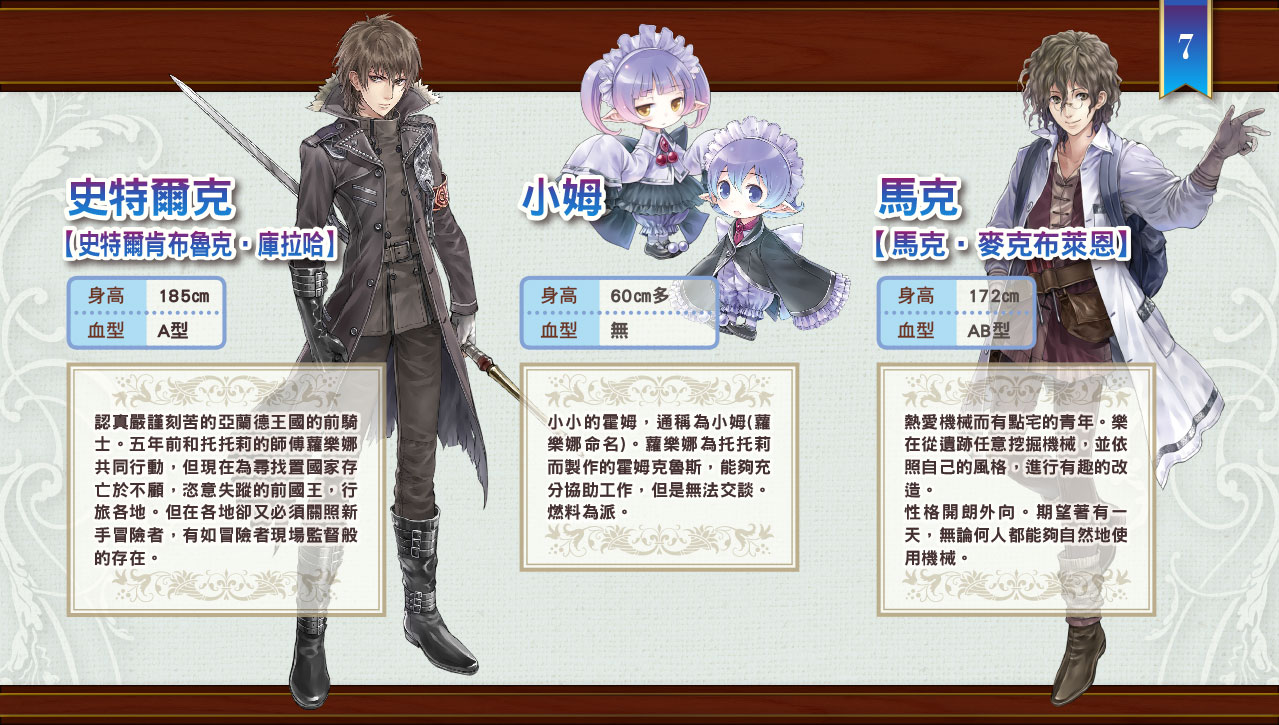 7
史特爾克
【史特爾肯布魯克·庫拉哈】
身高 185cm
血型 A型
認真嚴謹刻苦的亞蘭德王國的前騎
士。五年前和托托莉的師傅蘿樂娜
共同行動，但現在為尋找置國家存
亡於不顧，恣意失蹤的前國王，行
旅各地。但在各地卻又必須關照新
手冒險者，有如冒險者現場監督般
的存在。
小姆
身高 60cm多
血型 無
小小的霍姆，通稱為小姆(蘿
樂娜命名)。蘿樂娜為托托莉
而製作的霍姆克魯斯，能夠充
分協助工作，但是無法交談。
燃料為派。
馬克
【馬克·麥克布萊恩】
身高 172cm
血型 AB型
熱愛機械而有點宅的青年。樂
在從遺跡任意挖掘機械，並依
照自己的風格，進行有趣的改
造。
性格開朗外向。期望著有一
天，無論何人都能夠自然地使
用機械。